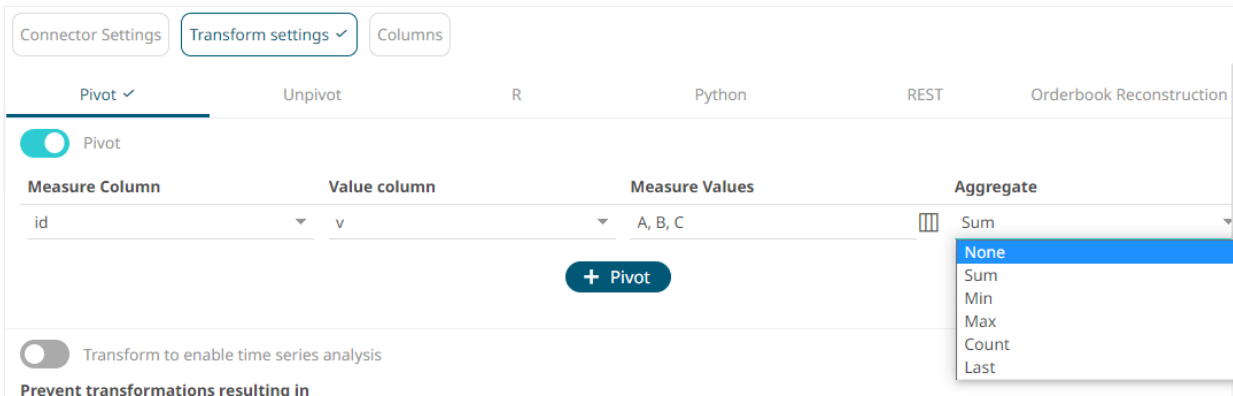 Connector Settings Transform settings Columns
Pivot Unpivot R Python REST Orderbook Reconstruction
Pivot
Measure Column Value column Measure Values Aggregate
id v A, B, C Sum
None
+ Pivot
Sum
Min
Max
Count
Last
Transform to enable time series analysis
Prevent transformations resulting in